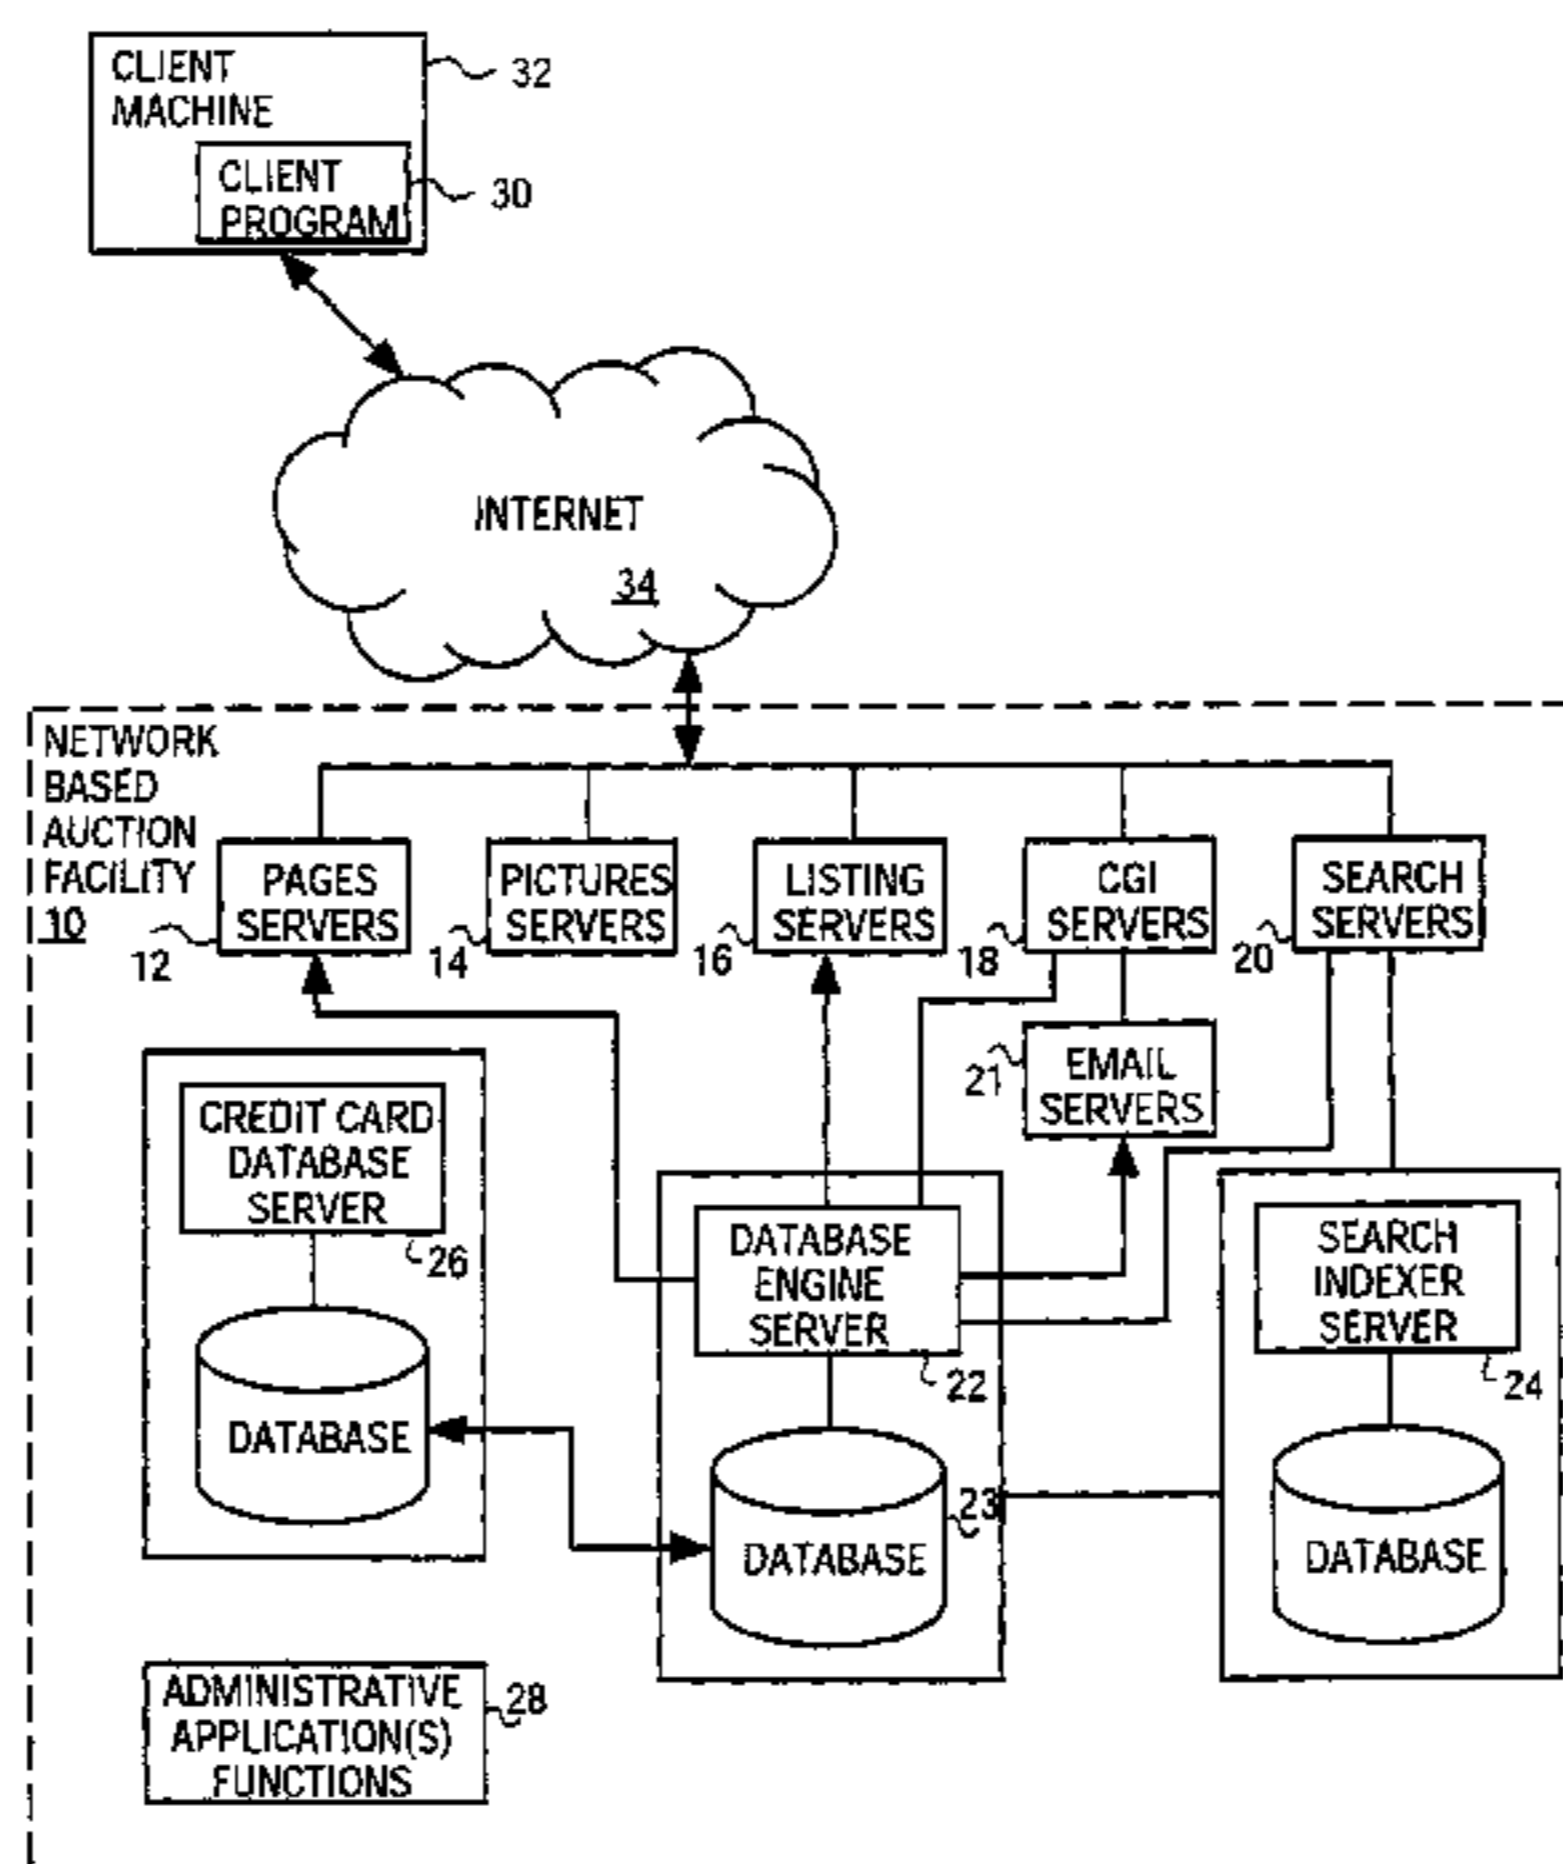 CLIENT
MACHINE
32
CLIENT
PROGRAM
30
INTERNET
34
NETWORK
BASED
AUCTION
FACILITY
10
PAGES
SERVERS
12
PICTURES
SERVERS
14
LISTING
SERVERS
16
CGI
SERVERS
18
SEARCH
SERVERS
20
EMAIL
SERVERS
21
CREDIT CARD
DATABASE
SERVER
26
DATABASE
DATABASE
ENGINE
SERVER
22
DATABASE
23
SEARCH
INDEXER
SERVER
24
DATABASE
ADMINISTRATIVE
APPLICATION(S)
FUNCTIONS
28